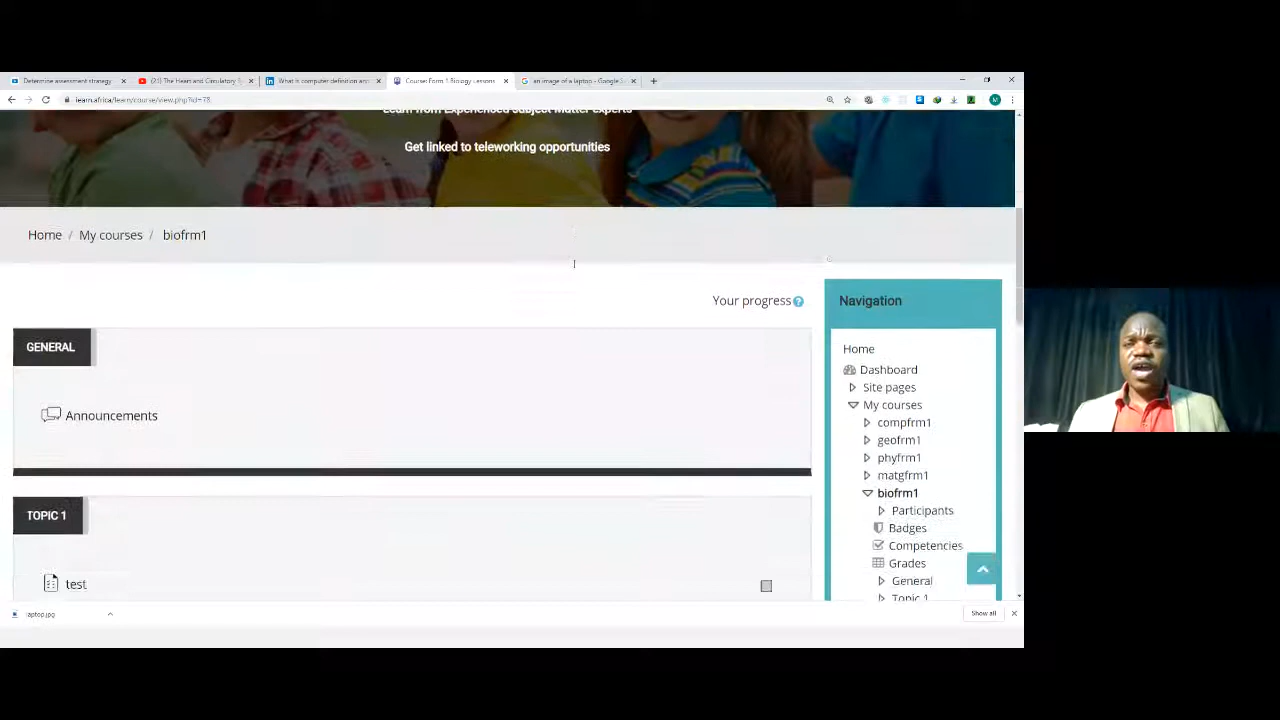 Determine assessment strategy
(21) The Heart and Circulatory S
What is computer definition and
Course: Form 1 Biology Lessons
an image of a laptop - Google S
iearn.africa/learn/course/view.php?id=78
M
Learn from Experienced Subject Matter experts
Get linked to teleworking opportunities
Home / My courses / biofrm1
Your progress
Navigation
GENERAL
Home
Dashboard
Site pages
My courses
Announcements
compfrm1
geofrm1
phyfrm1
matgfrm1
biofrm1
Participants
TOPIC 1
Badges
Competencies
Grades
test
General
Topic 1
laptop.jpg
Show all